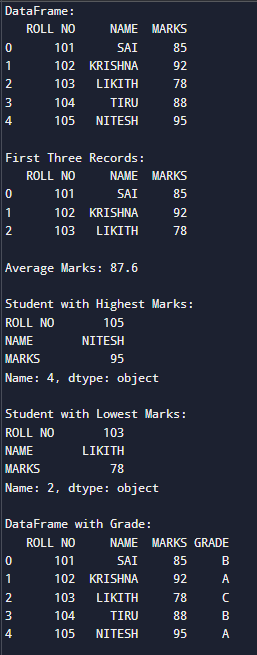 DataFrame:
   ROLL NO     NAME  MARKS
0      101      SAI     85
1      102  KRISHNA     92
2      103   LIKITH     78
3      104     TIRU     88
4      105   NITESH     95

First Three Records:
   ROLL NO     NAME  MARKS
0      101      SAI     85
1      102  KRISHNA     92
2      103   LIKITH     78

Average Marks: 87.6

Student with Highest Marks:
ROLL NO       105
NAME       NITESH
MARKS          95
Name: 4, dtype: object

Student with Lowest Marks:
ROLL NO       103
NAME       LIKITH
MARKS          78
Name: 2, dtype: object

DataFrame with Grade:
   ROLL NO     NAME  MARKS GRADE
0      101      SAI     85     B
1      102  KRISHNA     92     A
2      103   LIKITH     78     C
3      104     TIRU     88     B
4      105   NITESH     95     A